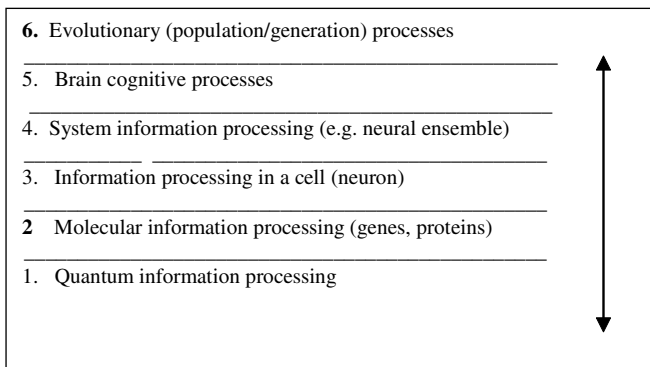 6. Evolutionary (population/generation) processes
5. Brain cognitive processes
4. System information processing (e.g. neural ensemble)
3. Information processing in a cell (neuron)
2 Molecular information processing (genes, proteins)
1. Quantum information processing